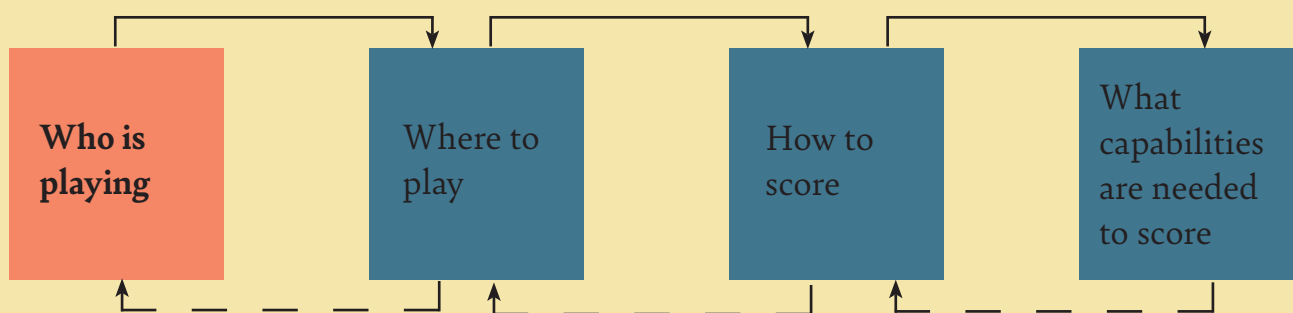 Who is
playing
Where to
play
How to
score
What
capabilities
are needed
to score